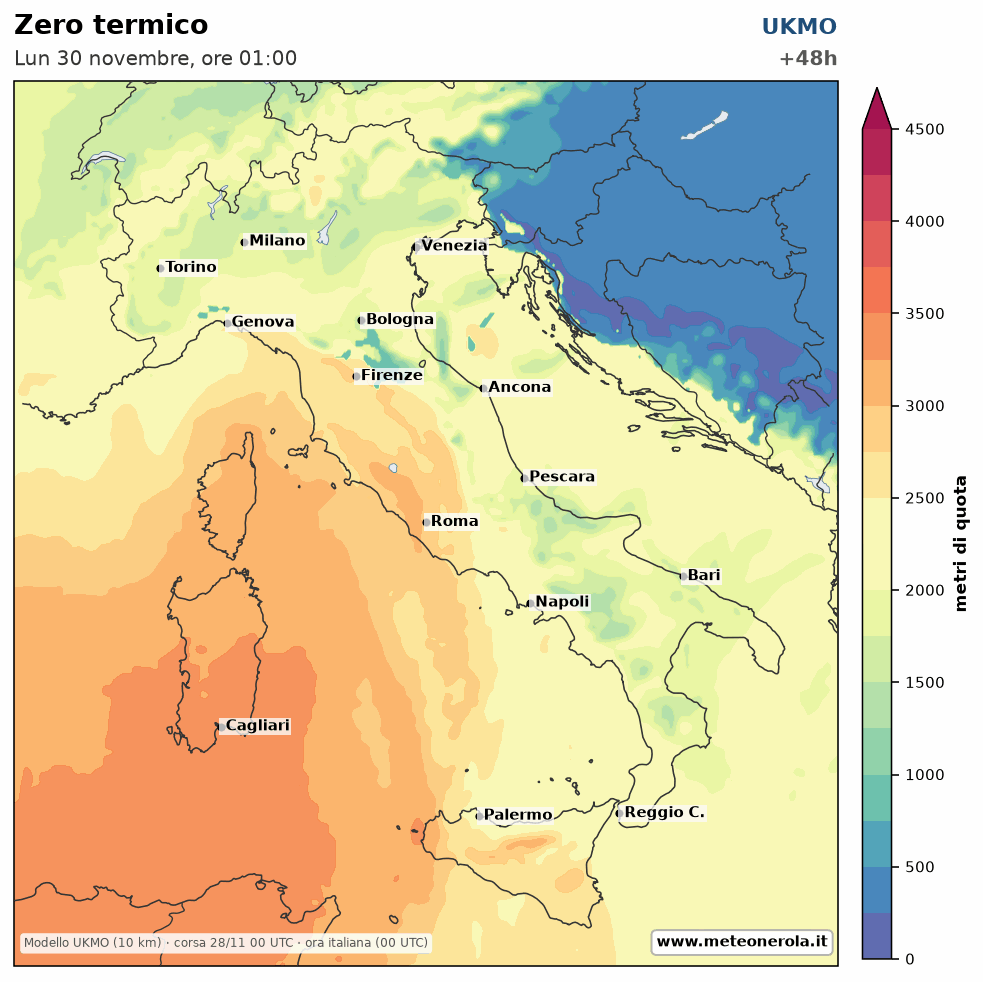 Zero termico
UKMO
Lun 30 novembre, ore 01:00
+48h
Milano
Venezia
Torino
Genova
Bologna
Firenze
Ancona
Pescara
Roma
Bari
Napoli
Cagliari
Palermo
Reggio C.
Modello UKMO (10 km) · corsa 28/11 00 UTC · ora italiana (00 UTC)
www.meteonerola.it
4500
4000
3500
3000
2500
2000
1500
1000
500
0
metri di quota